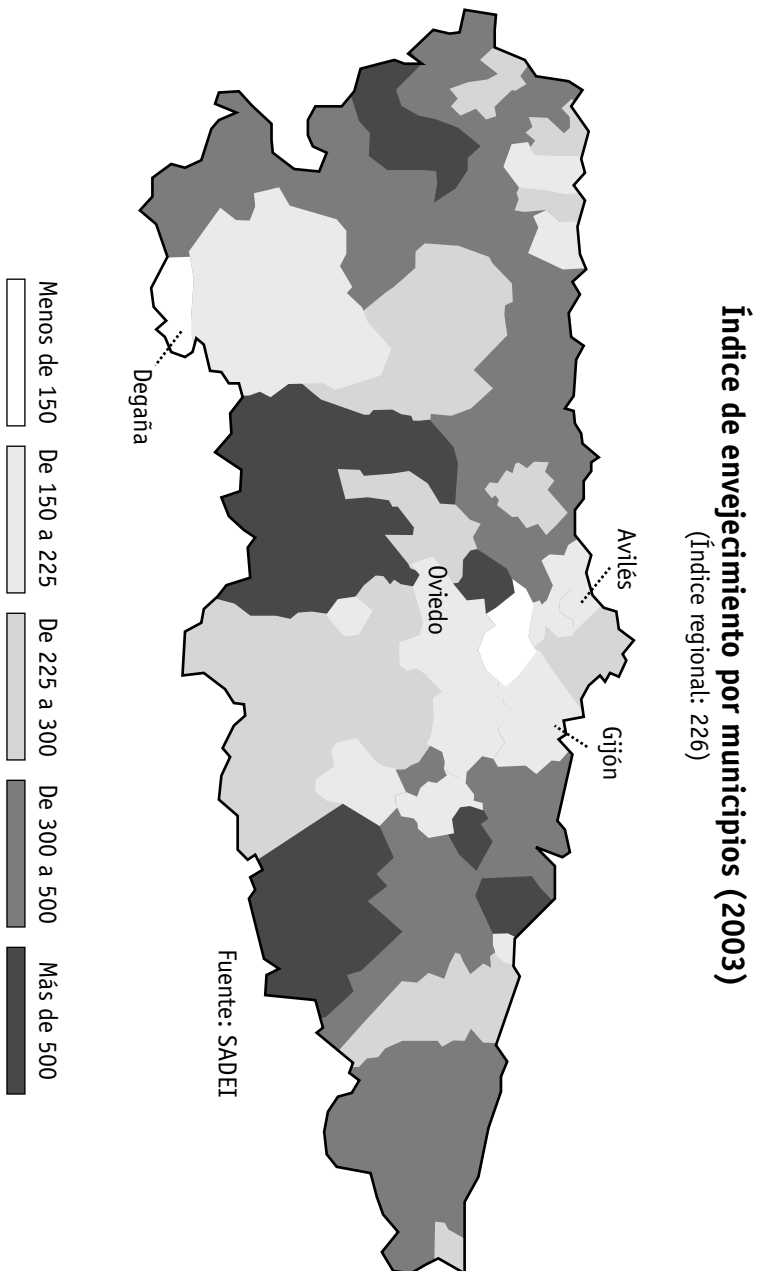 Índice de envejecimiento por municipios (2003)
(Índice regional: 226)
Avilés
Gijón
Oviedo
Degaña
Fuente: SADEI
Menos de 150
De 150 a 225
De 225 a 300
De 300 a 500
Más de 500